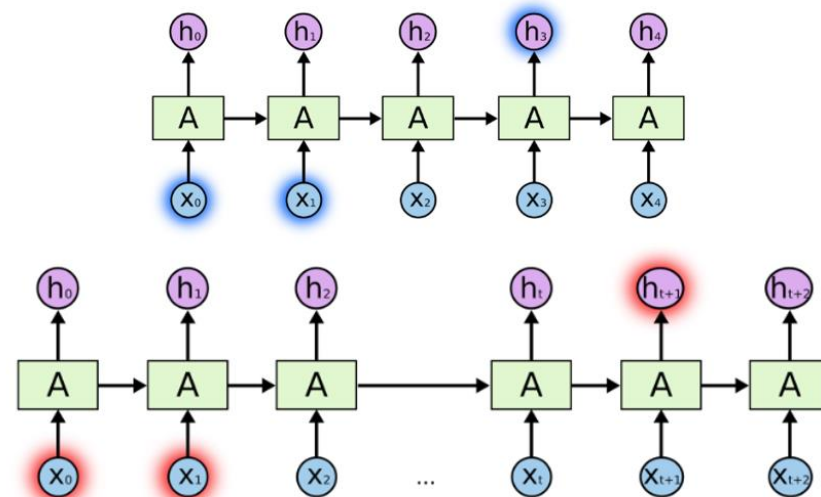 h₀ h₁ h₂ h₃ h₄
A A A A A
x₀ x₁ x₂ x₃ x₄
h₀ h₁ h₂ hₜ hₜ₊₁ hₜ₊₂
A A A A A A
x₀ x₁ x₂ ... xₜ xₜ₊₁ xₜ₊₂